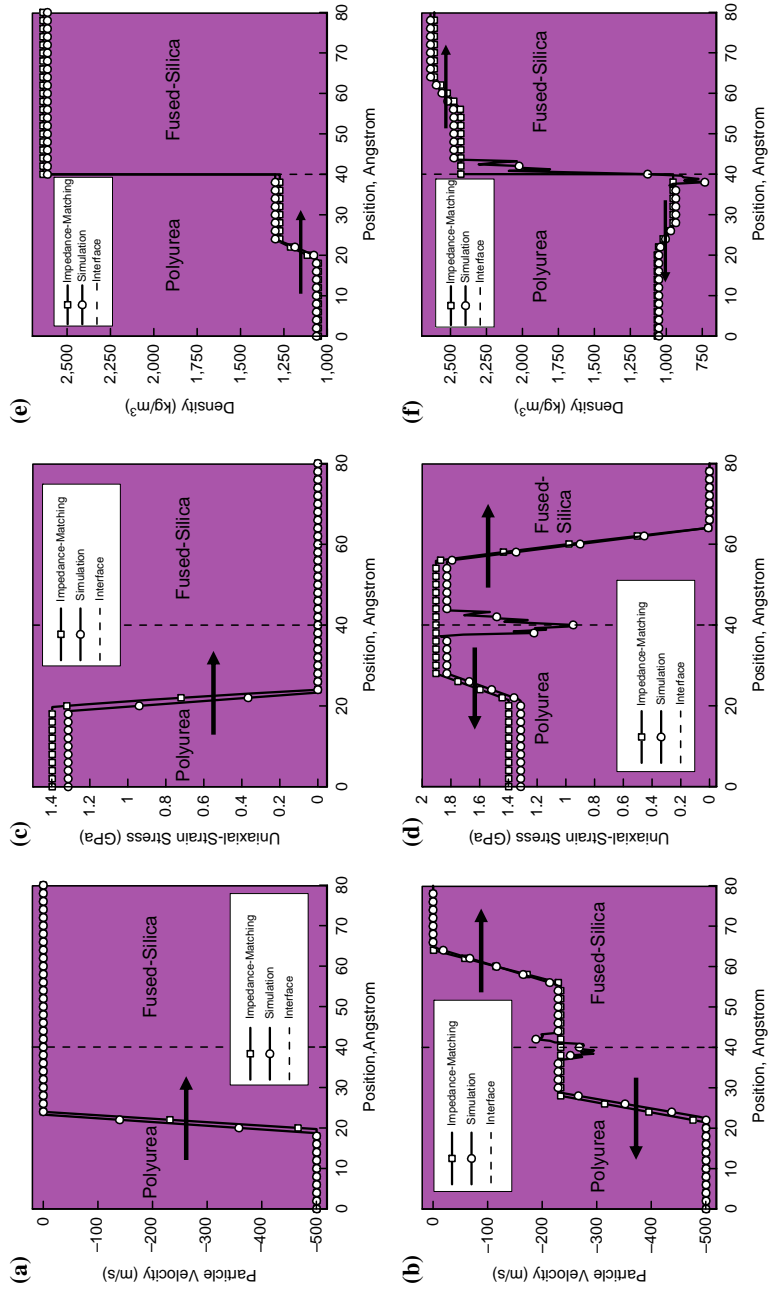 (a)
Particle Velocity (m/s)
0
−100
−200
−300
−400
−500
Polyurea
Fused-Silica
Impedance-Matching
Simulation
Interface
0 10 20 30 40 50 60 70 80
Position,Angstrom
(b)
Particle Velocity (m/s)
0
−100
−200
−300
−400
−500
Impedance-Matching
Simulation
Interface
Polyurea
Fused-Silica
0 10 20 30 40 50 60 70 80
Position, Angstrom
(c)
Uniaxial-Strain Stress (GPa)
1.4
1.2
1
0.8
0.6
0.4
0.2
0
Impedance-Matching
Simulation
Interface
Polyurea
Fused-Silica
0 20 40 60 80
Position, Angstrom
(d)
Uniaxial-Strain Stress (GPa)
2
1.8
1.6
1.4
1.2
1
0.8
0.6
0.4
0.2
0
Polyurea
Fused-
Silica
Impedance-Matching
Simulation
Interface
0 20 40 60 80
Position, Angstrom
(e)
Density (kg/m³)
2,500
2,250
2,000
1,750
1,500
1,250
1,000
Impedance-Matching
Simulation
Interface
Polyurea
Fused-Silica
0 10 20 30 40 50 60 70 80
Position, Angstrom
(f)
Density (kg/m³)
2,500
2,250
2,000
1,750
1,500
1,250
1,000
750
Impedance-Matching
Simulation
Interface
Polyurea
Fused-Silica
0 10 20 30 40 50 60 70 80
Position, Angstrom